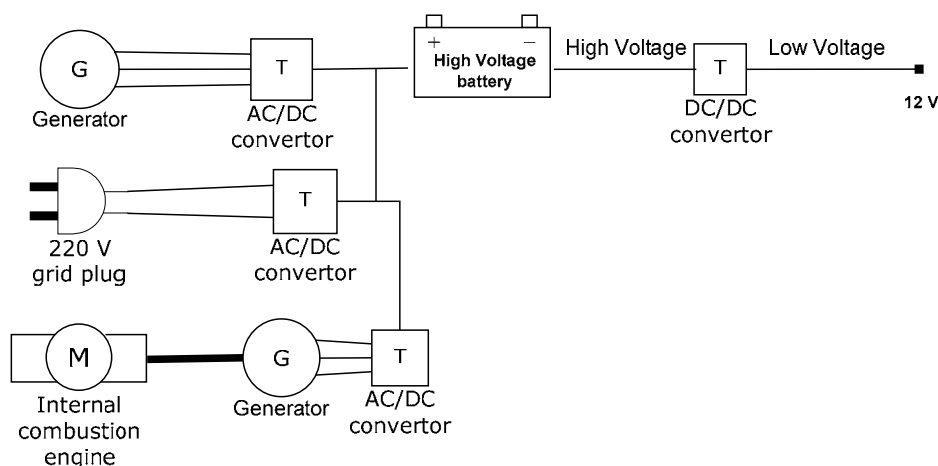 G
Generator
T
AC/DC
convertor
+ −
High Voltage
battery
High Voltage
T
DC/DC
convertor
Low Voltage
12 V
220 V
grid plug
T
AC/DC
convertor
M
Internal
combustion
engine
G
Generator
T
AC/DC
convertor